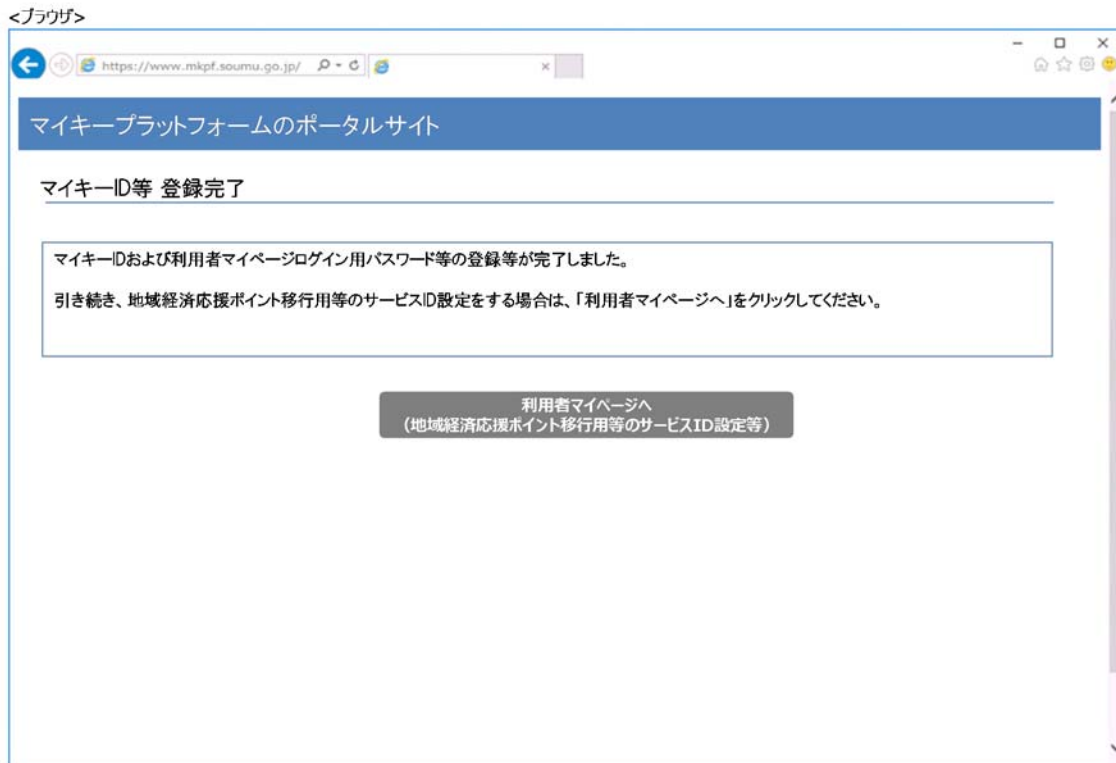 <ブラウザ>
https://www.mkpf.soumu.go.jp/
マイキープラットフォームのポータルサイト
マイキーID等 登録完了
マイキーIDおよび利用者マイページログイン用パスワード等の登録等が完了しました。
引き続き、地域経済応援ポイント移行用等のサービスID設定をする場合は、「利用者マイページへ」をクリックしてください。
利用者マイページへ
（地域経済応援ポイント移行用等のサービスID設定等）